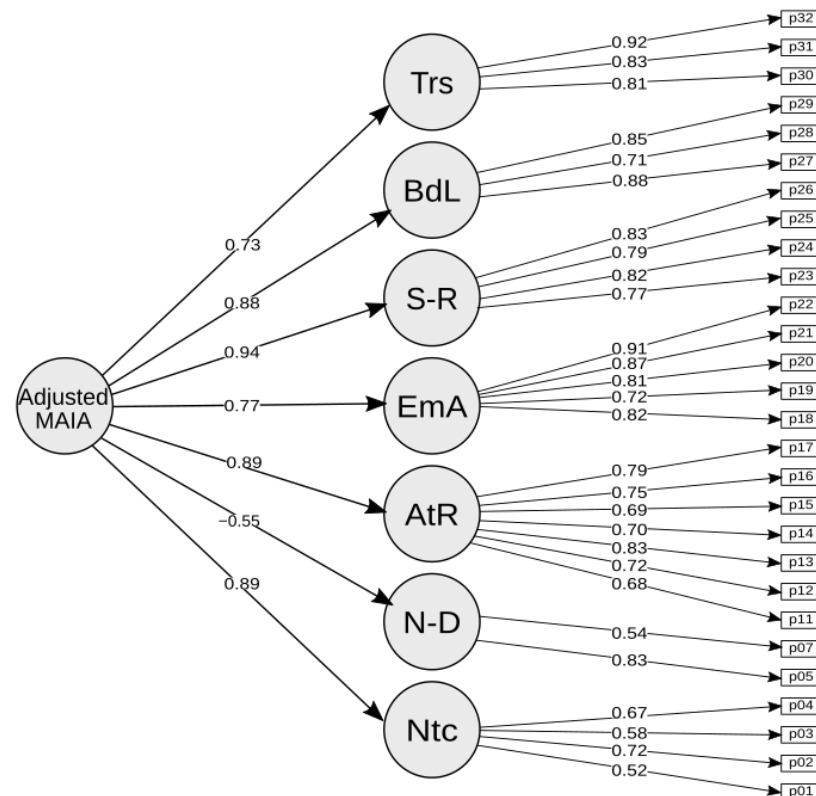 p32
0.92
p31
0.83
Trs
p30
0.81
p29
0.85
p28
0.71
BdL
p27
0.88
p26
0.83
p25
0.79
0.73
p24
0.82
S-R
p23
0.77
0.88
p22
0.91
p21
0.87
0.94
p20
0.81
p19
0.72
Adjusted
MAIA
0.77
EmA
p18
0.82
p17
0.79
0.89
p16
0.75
p15
0.69
AtR
p14
0.70
−0.55
p13
0.83
p12
0.72
0.89
p11
0.68
N-D
p07
0.54
p05
0.83
p04
0.67
Ntc
p03
0.58
p02
0.72
p01
0.52